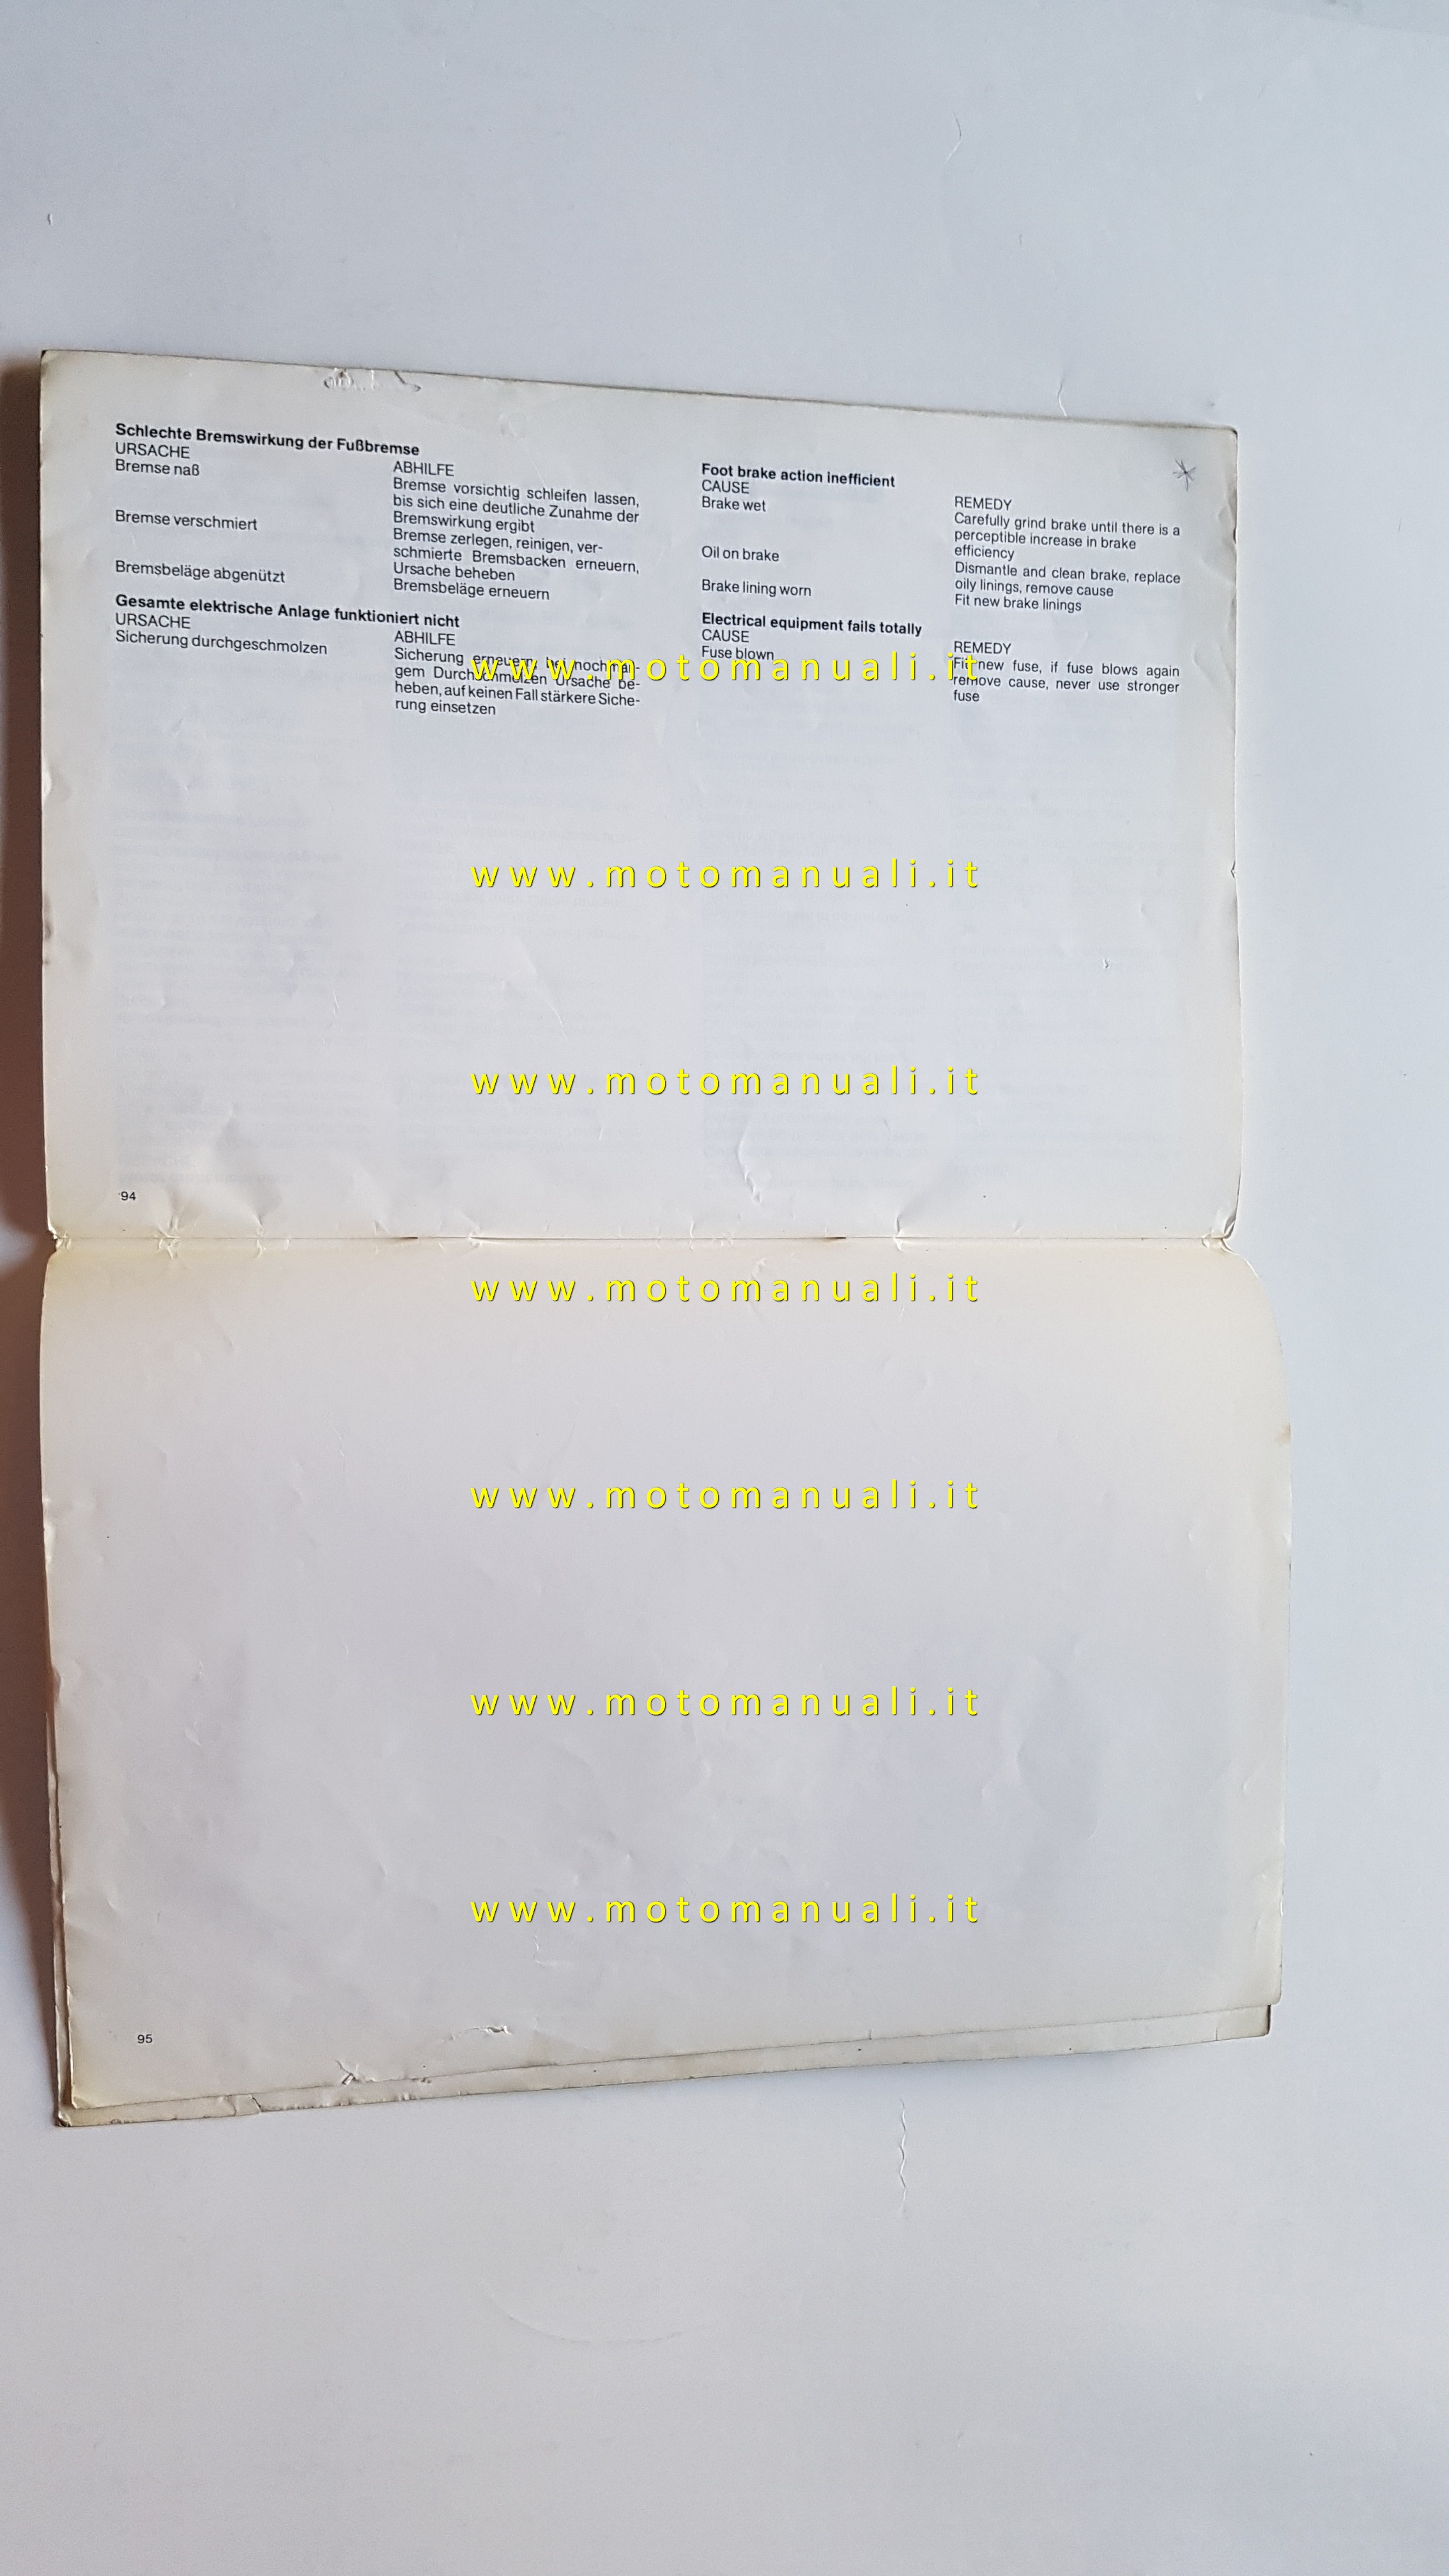 Schlechte Bremswirkung der Fußbremse
URSACHE
Bremse naß
Bremse verschmiert
Bremsbeläge abgenützt
ABHILFE
Bremse vorsichtig schleifen lassen,
bis sich eine deutliche Zunahme der
Bremswirkung ergibt
Bremse zerlegen, reinigen, ver-
schmierte Bremsbacken erneuern,
Ursache beheben
Bremsbeläge erneuern
Gesamte elektrische Anlage funktioniert nicht
URSACHE
Sicherung durchgeschmolzen
ABHILFE
Sicherung erneuern, bei nochmali-
gem Durchschmelzen Ursache be-
heben, auf keinen Fall stärkere Siche-
rung einsetzen
Foot brake action inefficient
CAUSE
Brake wet
Oil on brake
Brake lining worn
REMEDY
Carefully grind brake until there is a
perceptible increase in brake
efficiency
Dismantle and clean brake, replace
oily linings, remove cause
Fit new brake linings
Electrical equipment fails totally
CAUSE
Fuse blown
REMEDY
Fit new fuse, if fuse blows again
remove cause, never use stronger
fuse
www.motomanuali.it
www.motomanuali.it
www.motomanuali.it
94
www.motomanuali.it
www.motomanuali.it
www.motomanuali.it
www.motomanuali.it
95